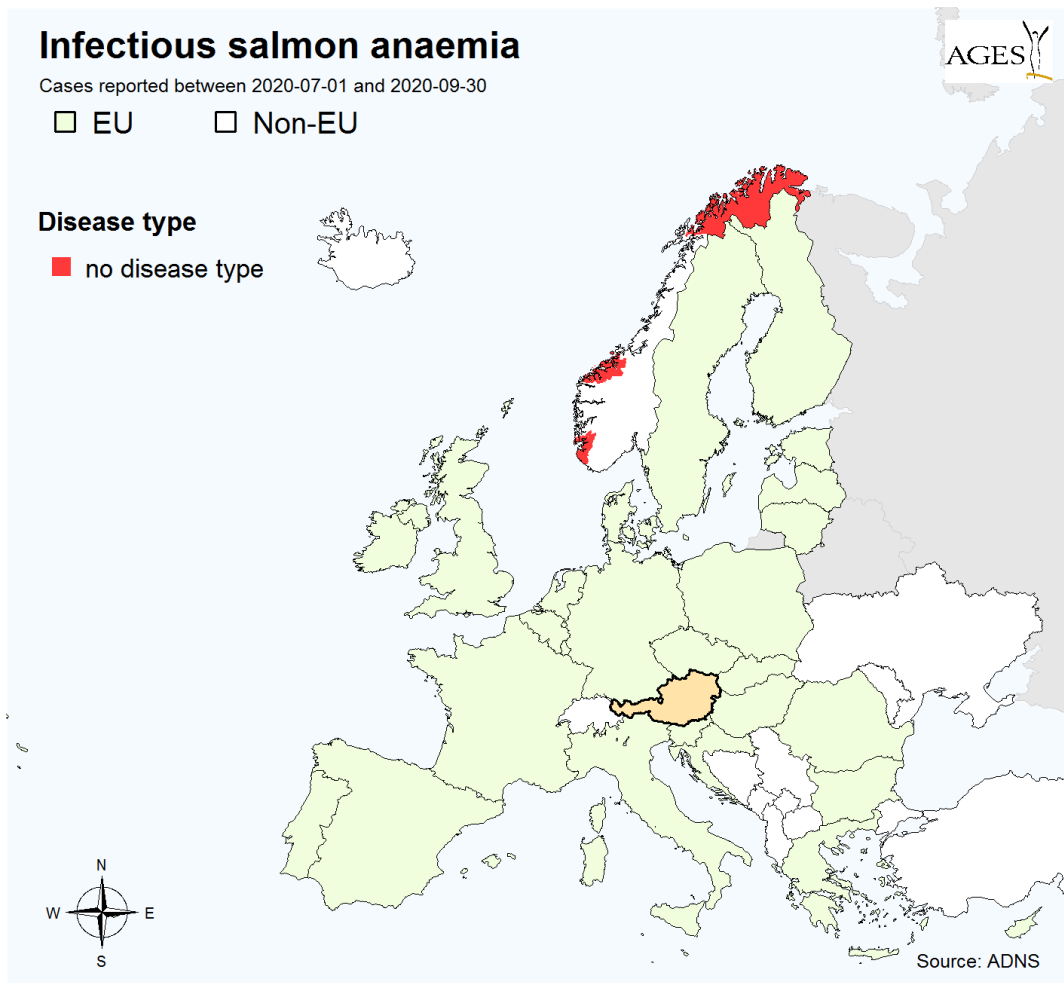 Infectious salmon anaemia
Cases reported between 2020-07-01 and 2020-09-30
EU
Non-EU
AGES
Disease type
no disease type
N
W
E
S
Source: ADNS